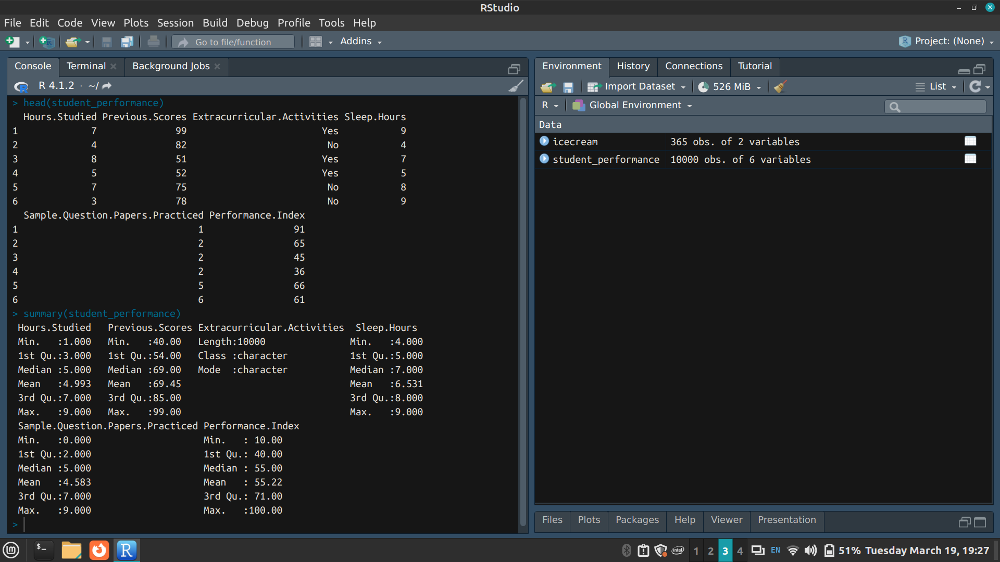 RStudio
File Edit Code View Plots Session Build Debug Profile Tools Help
Go to file/function Addins Project: (None)
Console Terminal Background Jobs
R 4.1.2 · ~/
> head(student_performance)
  Hours.Studied Previous.Scores Extracurricular.Activities Sleep.Hours
1             7              99                        Yes           9
2             4              82                         No           4
3             8              51                        Yes           7
4             5              52                        Yes           5
5             7              75                         No           8
6             3              78                         No           9
  Sample.Question.Papers.Practiced Performance.Index
1                                1                91
2                                2                65
3                                2                45
4                                2                36
5                                5                66
6                                6                61
> summary(student_performance)
 Hours.Studied   Previous.Scores Extracurricular.Activities  Sleep.Hours
 Min.   :1.000   Min.   :40.00   Length:10000               Min.   :4.000
 1st Qu.:3.000   1st Qu.:54.00   Class :character           1st Qu.:5.000
 Median :5.000   Median :69.00   Mode  :character           Median :7.000
 Mean   :4.993   Mean   :69.45                              Mean   :6.531
 3rd Qu.:7.000   3rd Qu.:85.00                              3rd Qu.:8.000
 Max.   :9.000   Max.   :99.00                              Max.   :9.000
 Sample.Question.Papers.Practiced Performance.Index
 Min.   :0.000                    Min.   : 10.00
 1st Qu.:2.000                    1st Qu.: 40.00
 Median :5.000                    Median : 55.00
 Mean   :4.583                    Mean   : 55.22
 3rd Qu.:7.000                    3rd Qu.: 71.00
 Max.   :9.000                    Max.   :100.00
>
Environment History Connections Tutorial
Import Dataset 526 MiB List
R Global Environment
Data
icecream 365 obs. of 2 variables
student_performance 10000 obs. of 6 variables
Files Plots Packages Help Viewer Presentation
$_ R intel 1 2 3 4 EN 51% Tuesday March 19, 19:27